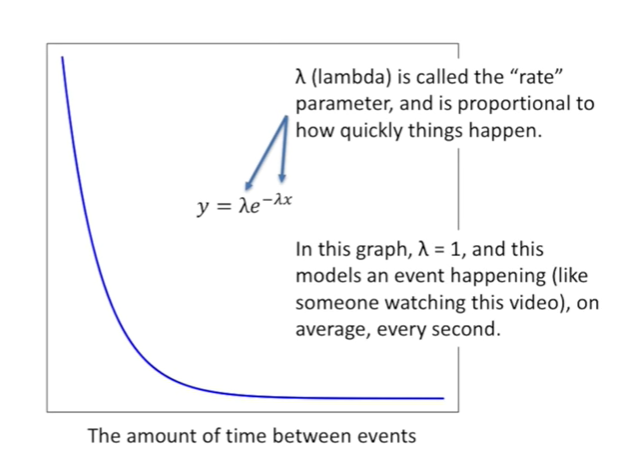 λ (lambda) is called the “rate”
parameter, and is proportional to
how quickly things happen.
y = λe^{-λx}
In this graph, λ = 1, and this
models an event happening (like
someone watching this video), on
average, every second.
The amount of time between events